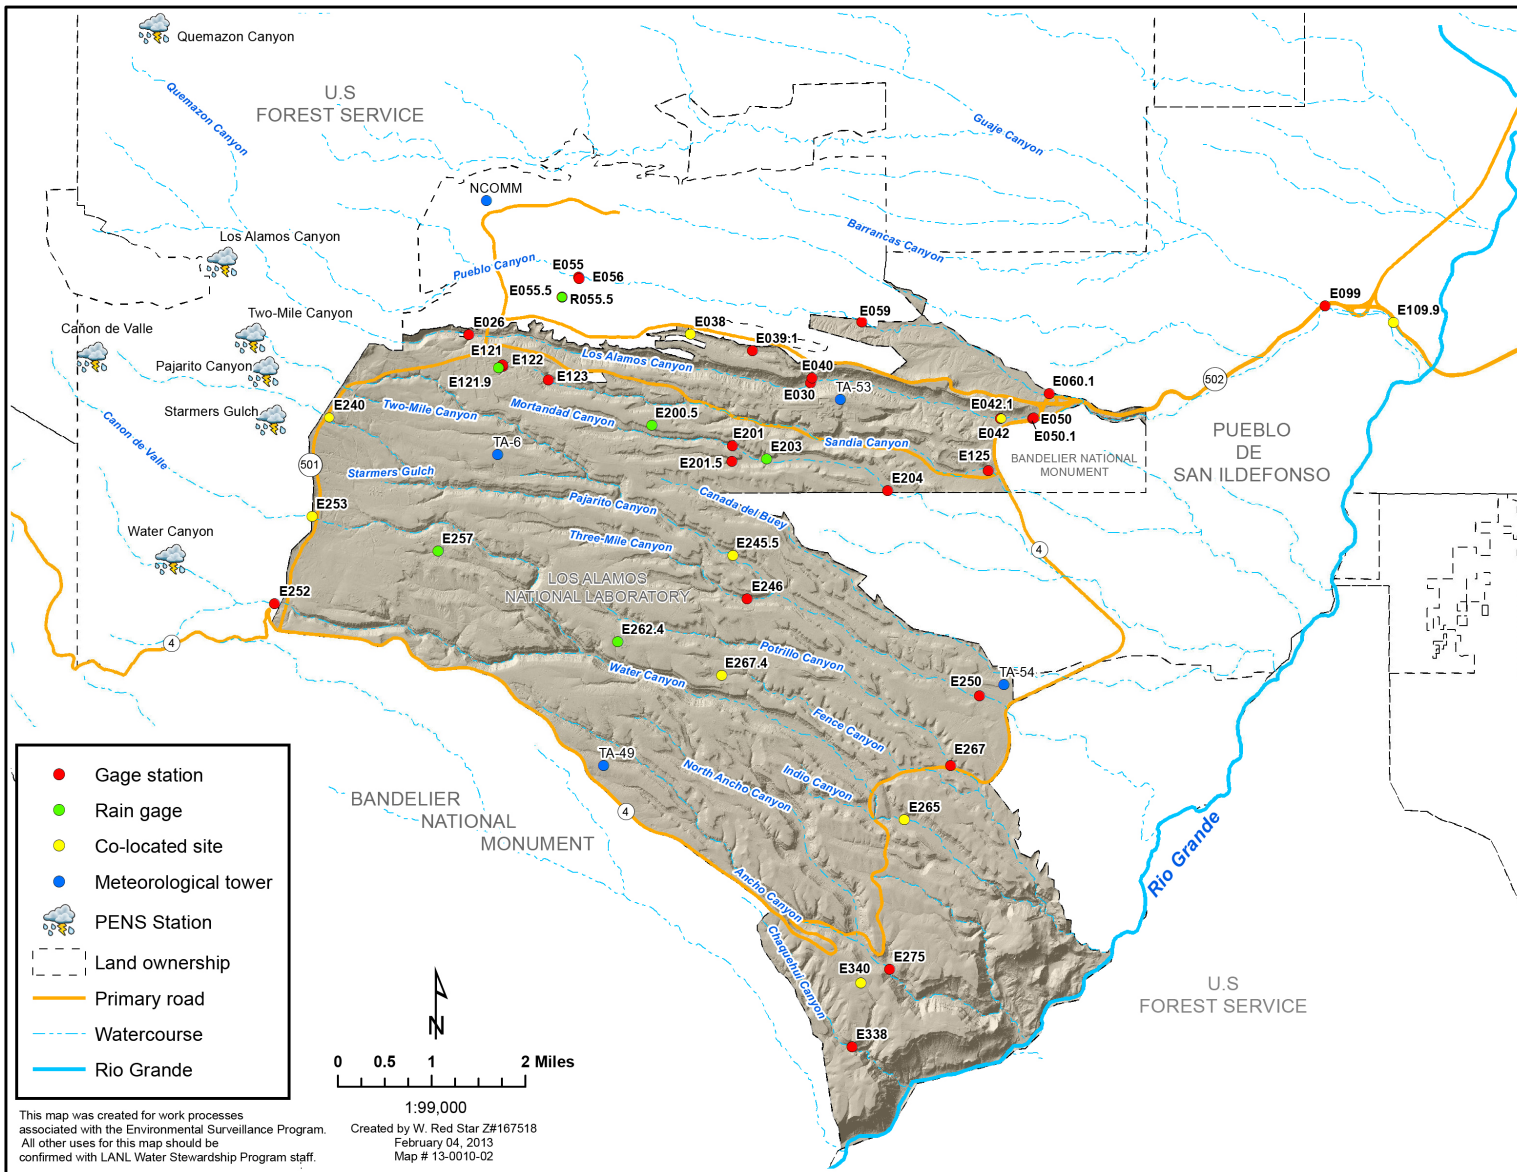 Quemazon Canyon
U.S
FOREST SERVICE
Quemazon Canyon
Guaje Canyon
NCOMM
Los Alamos Canyon
Barrancas Canyon
Pueblo Canyon
E055
E056
E055.5
R055.5
E099
E109.9
Two-Mile Canyon
E059
Cañon de Valle
E026
E038
E039.1
E121
E122
Los Alamos Canyon
E040
Pajarito Canyon
E121.9
E123
E030
TA-53
E060.1
502
Starmers Gulch
E240
Two-Mile Canyon
Mortandad Canyon
E200.5
E042.1
E042
E050
E050.1
Canon de Valle
TA-6
E201
E203
Sandia Canyon
E201.5
E125
BANDELIER NATIONAL
MONUMENT
PUEBLO
DE
SAN ILDEFONSO
501
Starmers Gulch
E204
E253
Pajarito Canyon
Canada del Buey
Water Canyon
E257
Three-Mile Canyon
E245.5
4
LOS ALAMOS
NATIONAL LABORATORY
E246
E252
4
E262.4
Potrillo Canyon
Water Canyon
E267.4
E250
TA-54
Fence Canyon
TA-49
North Ancho Canyon
Indio Canyon
E267
4
E265
BANDELIER
NATIONAL
MONUMENT
Rio Grande
Ancho Canyon
Chaquehui Canyon
E275
E340
U.S
FOREST SERVICE
E338
Gage station
Rain gage
Co-located site
Meteorological tower
PENS Station
Land ownership
Primary road
Watercourse
Rio Grande
N
0 0.5 1 2 Miles
1:99,000
Created by W. Red Star Z#167518
February 04, 2013
Map # 13-0010-02
This map was created for work processes
associated with the Environmental Surveillance Program.
All other uses for this map should be
confirmed with LANL Water Stewardship Program staff.